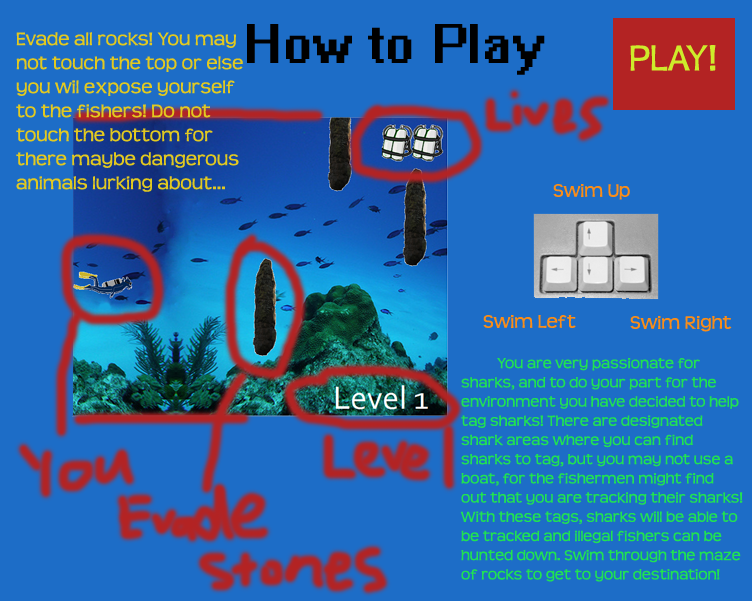 How to Play
Evade all rocks! You may
not touch the top or else
you wil expose yourself
to the fishers! Do not
touch the bottom for
there maybe dangerous
animals lurking about...
PLAY!
Lives
Swim Up
Swim Left
Swim Right
Level 1
You
Level
Evade
Stones
You are very passionate for
sharks, and to do your part for the
environment you have decided to help
tag sharks! There are designated
shark areas where you can find
sharks to tag, but you may not use a
boat, for the fishermen might find
out that you are tracking their sharks!
With these tags, sharks will be able to
be tracked and illegal fishers can be
hunted down. Swim through the maze
of rocks to get to your destination!